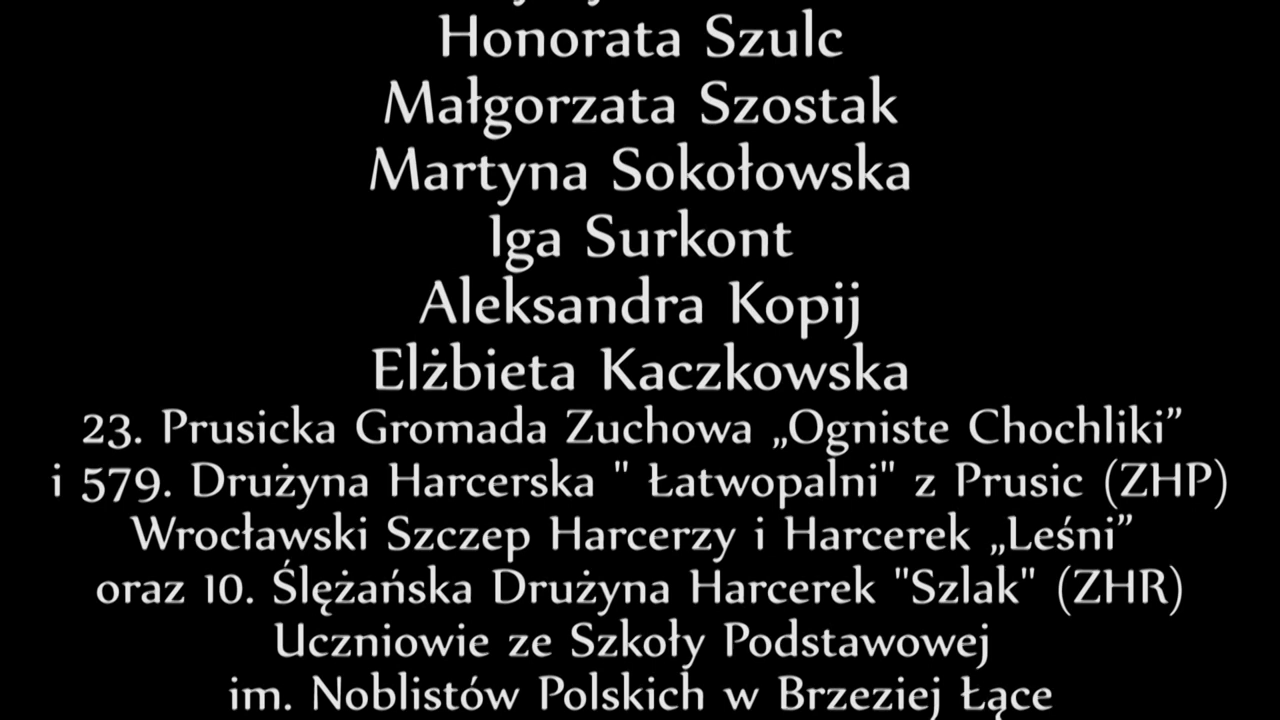 Honorata Szulc
Małgorzata Szostak
Martyna Sokołowska
Iga Surkont
Aleksandra Kopij
Elżbieta Kaczkowska
23. Prusicka Gromada Zuchowa „Ogniste Chochliki”
i 579. Drużyna Harcerska " Łatwopalni" z Prusic (ZHP)
Wrocławski Szczep Harcerzy i Harcerek „Leśni”
oraz 10. Ślężańska Drużyna Harcerek "Szlak" (ZHR)
Uczniowie ze Szkoły Podstawowej
im. Noblistów Polskich w Brzeziej Łące